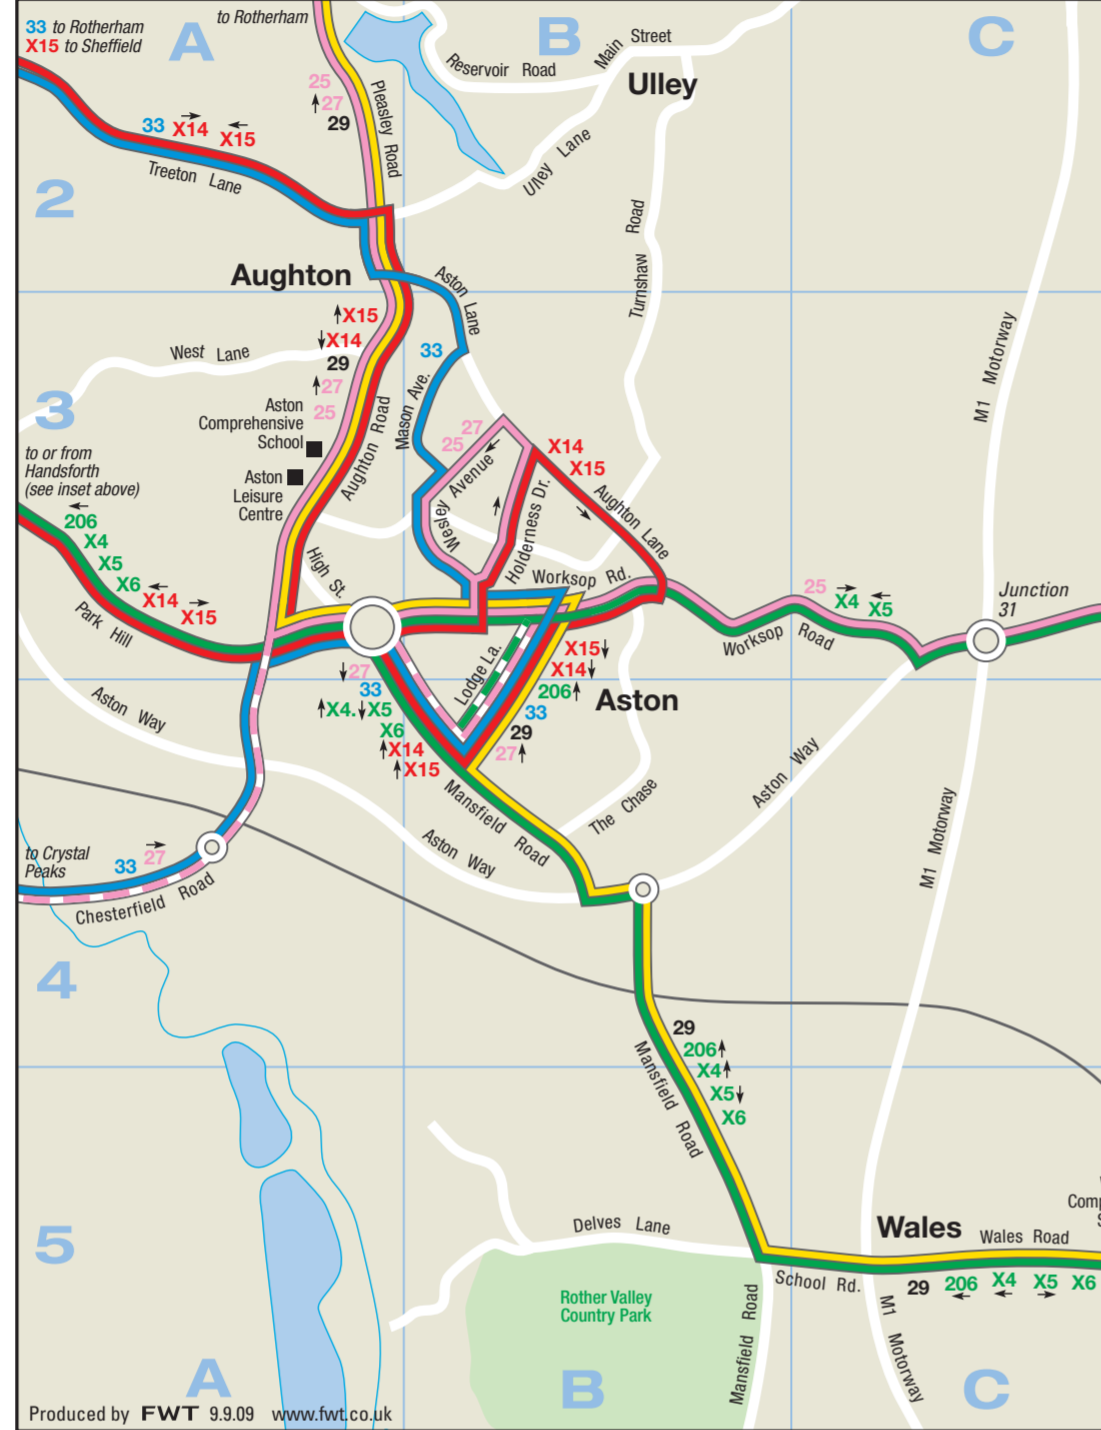 33 to Rotherham
X15 to Sheffield
A
to Rotherham
B
C
Main Street
Reservoir Road
Ulley
25
27
29
Pleasley Road
33 X14 X15
Treeton Lane
Ulley Lane
2
Turnshaw Road
Aughton
Aston Lane
X15
X14
29
27
25
33
West Lane
Mason Ave.
M1 Motorway
3
Aston
Comprehensive
School
Aston
Leisure
Centre
Aughton Road
27
25
Wesley Avenue
X14
X15
Aughton Lane
Holderness Dr.
to or from
Handsforth
(see inset above)
206
X4
X5
X6
X14
X15
Park Hill
High St.
Worksop Rd.
25 X4 X5
Junction
31
Worksop Road
Lodge La.
27
33
X4. X5
X6
X14
X15
X15
X14
206
33
29
27
Aston
Aston Way
Mansfield Road
The Chase
Aston Way
Aston Way
M1 Motorway
to Crystal
Peaks
33 27
Chesterfield Road
4
29
206
X4
X5
X6
Mansfield Road
Comp
S
Wales
Wales Road
Delves Lane
5
School Rd.
29 206 X4 X5 X6
Rother Valley
Country Park
Mansfield Road
M1 Motorway
A
B
C
Produced by FWT 9.9.09 www.fwt.co.uk